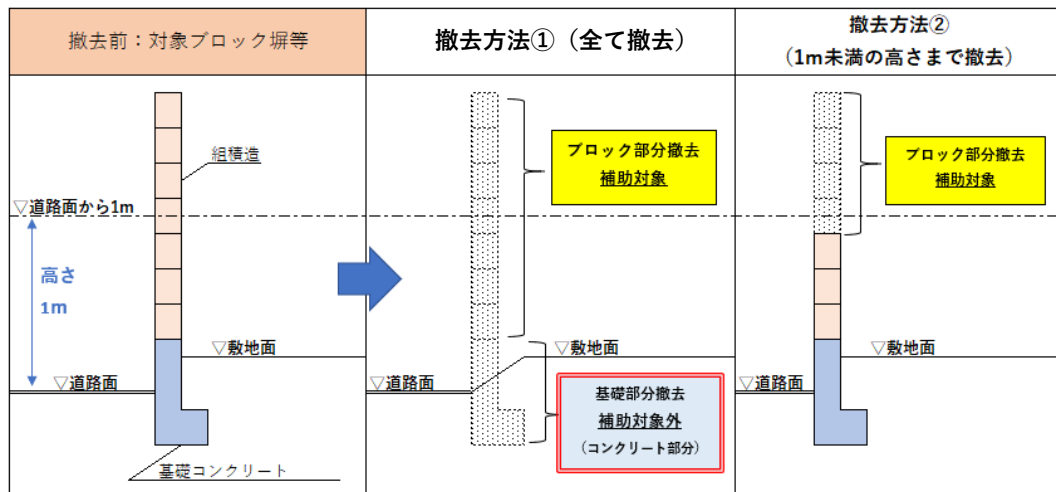 撤去前：対象ブロック塀等
組積造
▽道路面から1m
高さ
1m
▽敷地面
▽道路面
基礎コンクリート
撤去方法①（全て撤去）
ブロック部分撤去
補助対象
▽敷地面
▽道路面
基礎部分撤去
補助対象外
（コンクリート部分）
撤去方法②
（1m未満の高さまで撤去）
ブロック部分撤去
補助対象
▽敷地面
▽道路面